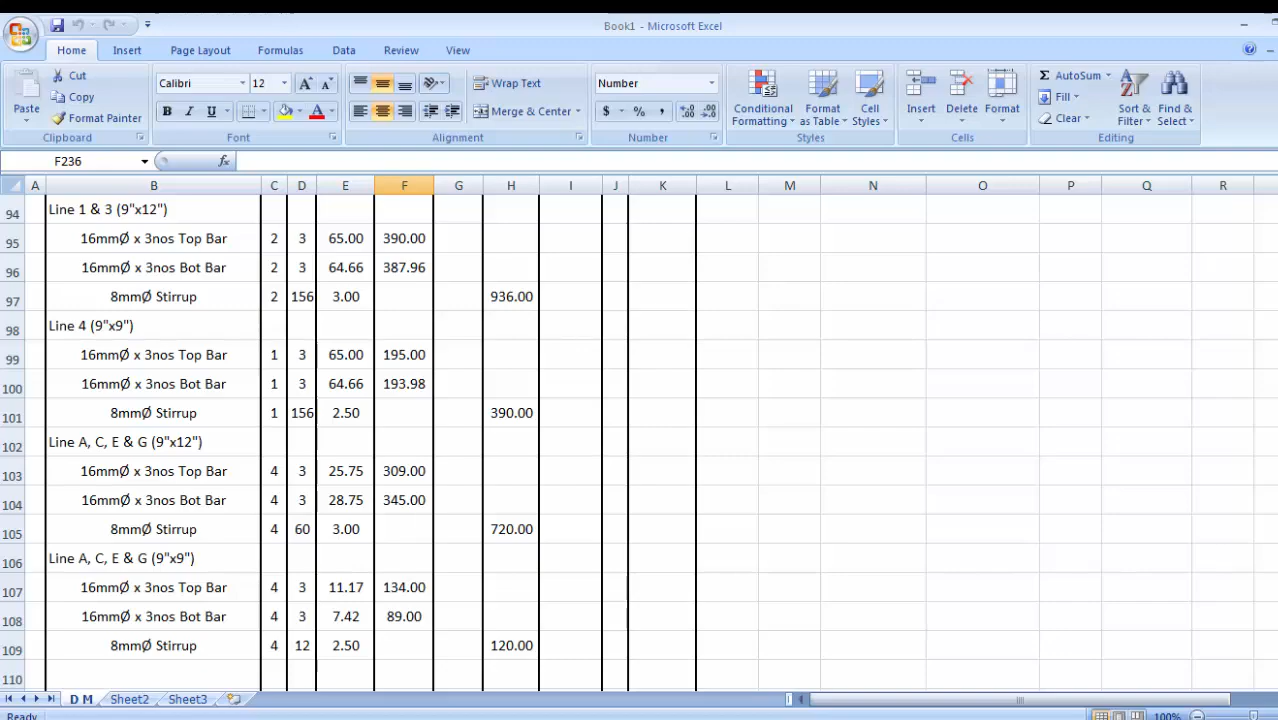 Book1 - Microsoft Excel
Home Insert Page Layout Formulas Data Review View
Paste Cut Copy Format Painter Clipboard
Calibri 12 A A B I U A Font
Wrap Text Merge & Center Alignment
Number $ % , .0 .00 .00 .0 Number
Conditional Formatting Format as Table Cell Styles Styles
Insert Delete Format Cells
Σ AutoSum Fill Clear Sort & Filter Find & Select Editing
F236 fx
A B C D E F G H I J K L M N O P Q R
94 Line 1 & 3 (9"x12")
95 16mmØ x 3nos Top Bar 2 3 65.00 390.00
96 16mmØ x 3nos Bot Bar 2 3 64.66 387.96
97 8mmØ Stirrup 2 156 3.00 936.00
98 Line 4 (9"x9")
99 16mmØ x 3nos Top Bar 1 3 65.00 195.00
100 16mmØ x 3nos Bot Bar 1 3 64.66 193.98
101 8mmØ Stirrup 1 156 2.50 390.00
102 Line A, C, E & G (9"x12")
103 16mmØ x 3nos Top Bar 4 3 25.75 309.00
104 16mmØ x 3nos Bot Bar 4 3 28.75 345.00
105 8mmØ Stirrup 4 60 3.00 720.00
106 Line A, C, E & G (9"x9")
107 16mmØ x 3nos Top Bar 4 3 11.17 134.00
108 16mmØ x 3nos Bot Bar 4 3 7.42 89.00
109 8mmØ Stirrup 4 12 2.50 120.00
110
D M Sheet2 Sheet3
Ready 100%